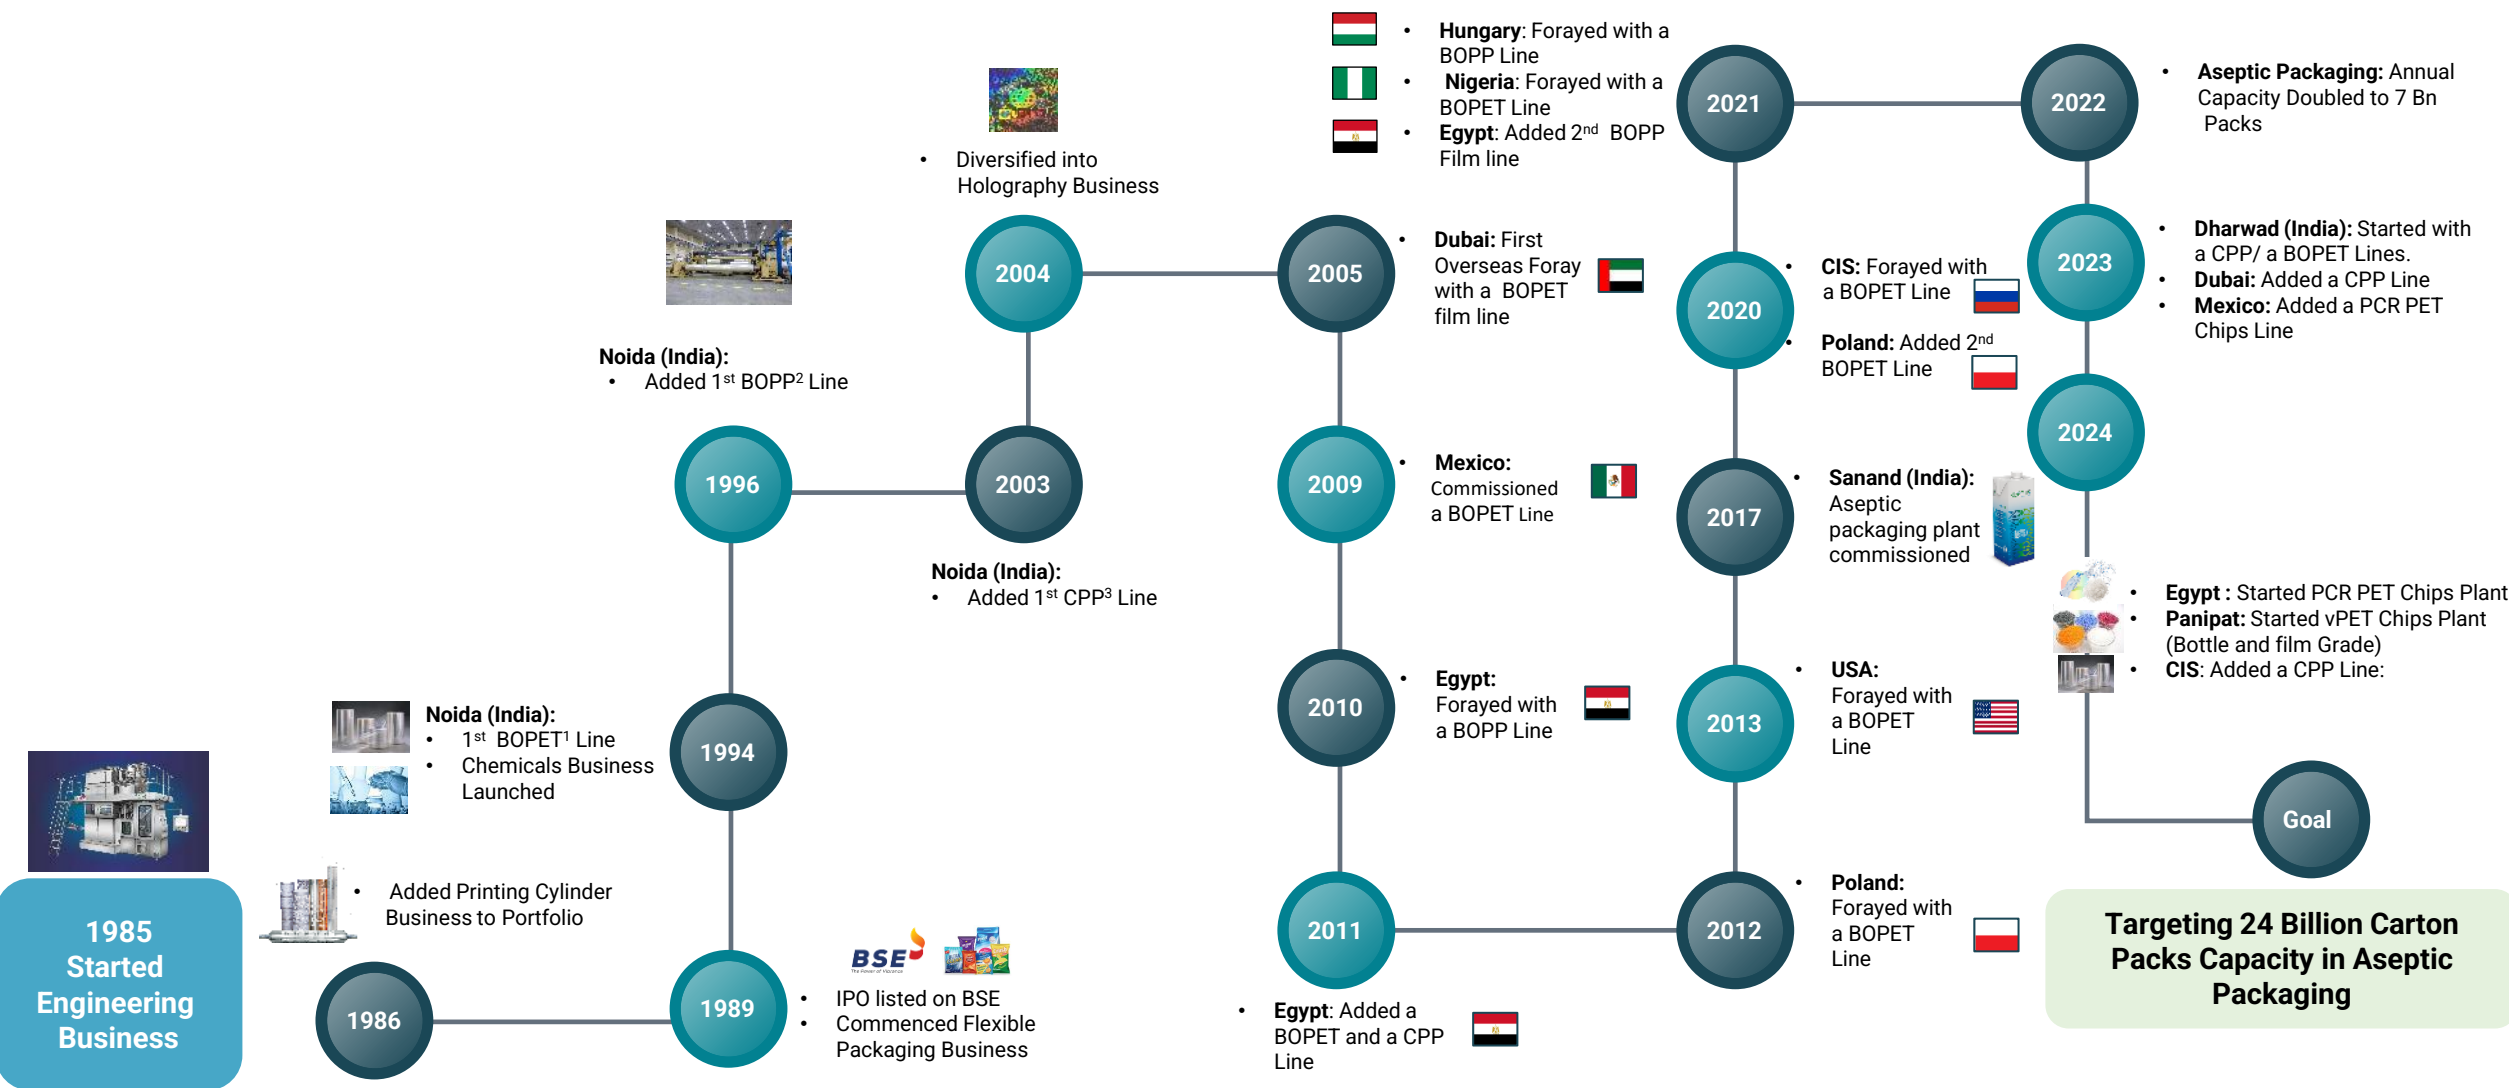 1985
Started
Engineering
Business
• Added Printing Cylinder
Business to Portfolio
1986
1989
BSE
• IPO listed on BSE
• Commenced Flexible
Packaging Business
Noida (India):
• 1st BOPET1 Line
• Chemicals Business
Launched
1994
Noida (India):
• Added 1st BOPP2 Line
1996
2003
Noida (India):
• Added 1st CPP3 Line
• Diversified into
Holography Business
2004
2005
• Dubai: First
Overseas Foray
with a BOPET
film line
2009
• Mexico:
Commissioned
a BOPET Line
2010
• Egypt:
Forayed with
a BOPP Line
2011
• Egypt: Added a
BOPET and a CPP
Line
2012
• Poland:
Forayed with
a BOPET
Line
2013
• USA:
Forayed with
a BOPET
Line
2017
• Sanand (India):
Aseptic
packaging plant
commissioned
2020
• CIS: Forayed with
a BOPET Line
• Poland: Added 2nd
BOPET Line
2021
• Hungary: Forayed with a
BOPP Line
• Nigeria: Forayed with a
BOPET Line
• Egypt: Added 2nd BOPP
Film line
2022
• Aseptic Packaging: Annual
Capacity Doubled to 7 Bn
Packs
2023
• Dharwad (India): Started with
a CPP/ a BOPET Lines.
• Dubai: Added a CPP Line
• Mexico: Added a PCR PET
Chips Line
2024
• Egypt : Started PCR PET Chips Plant
• Panipat: Started vPET Chips Plant
(Bottle and film Grade)
• CIS: Added a CPP Line:
Goal
Targeting 24 Billion Carton
Packs Capacity in Aseptic
Packaging